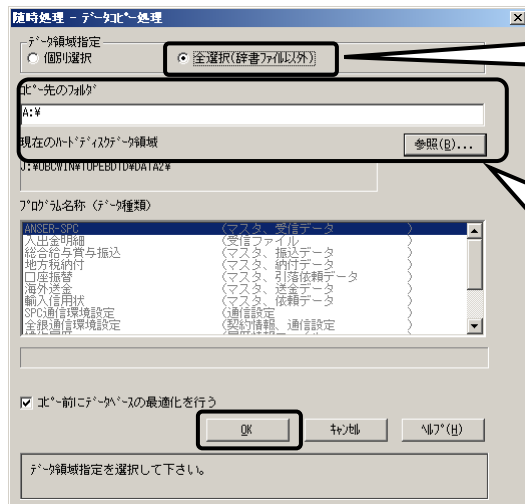 随時処理 - ﾃﾞｰﾀｺﾋﾟｰ処理
ﾃﾞｰﾀ領域指定
個別選択
全選択(辞書ﾌｧｲﾙ以外)
ｺﾋﾟｰ先のﾌｫﾙﾀﾞ
A:¥
現在のﾊｰﾄﾞﾃﾞｨｽｸﾃﾞｰﾀ領域
参照(B)...
J:¥OBCWIN¥TOPEBDTD¥DATA2¥
ﾌﾟﾛｸﾞﾗﾑ名称 (ﾃﾞｰﾀ種類)
ANSER-SPC (マスタ、受信データ )
入出金明細 (受信ファイル )
総合給与賞与振込 (マスタ、振込データ )
地方税納付 (マスタ、納付データ )
口座振替 (マスタ、引落依頼データ )
海外送金 (マスタ、送金データ )
輸入信用状 (マスタ、依頼データ )
SPC通信環境設定 (通信設定 )
全銀通信環境設定 (契約情報、通信設定 )
ｺﾋﾟｰ前にﾃﾞｰﾀﾍﾞｰｽの最適化を行う
OK
ｷｬﾝｾﾙ
ﾍﾙﾌﾟ(H)
ﾃﾞｰﾀ領域指定を選択して下さい。